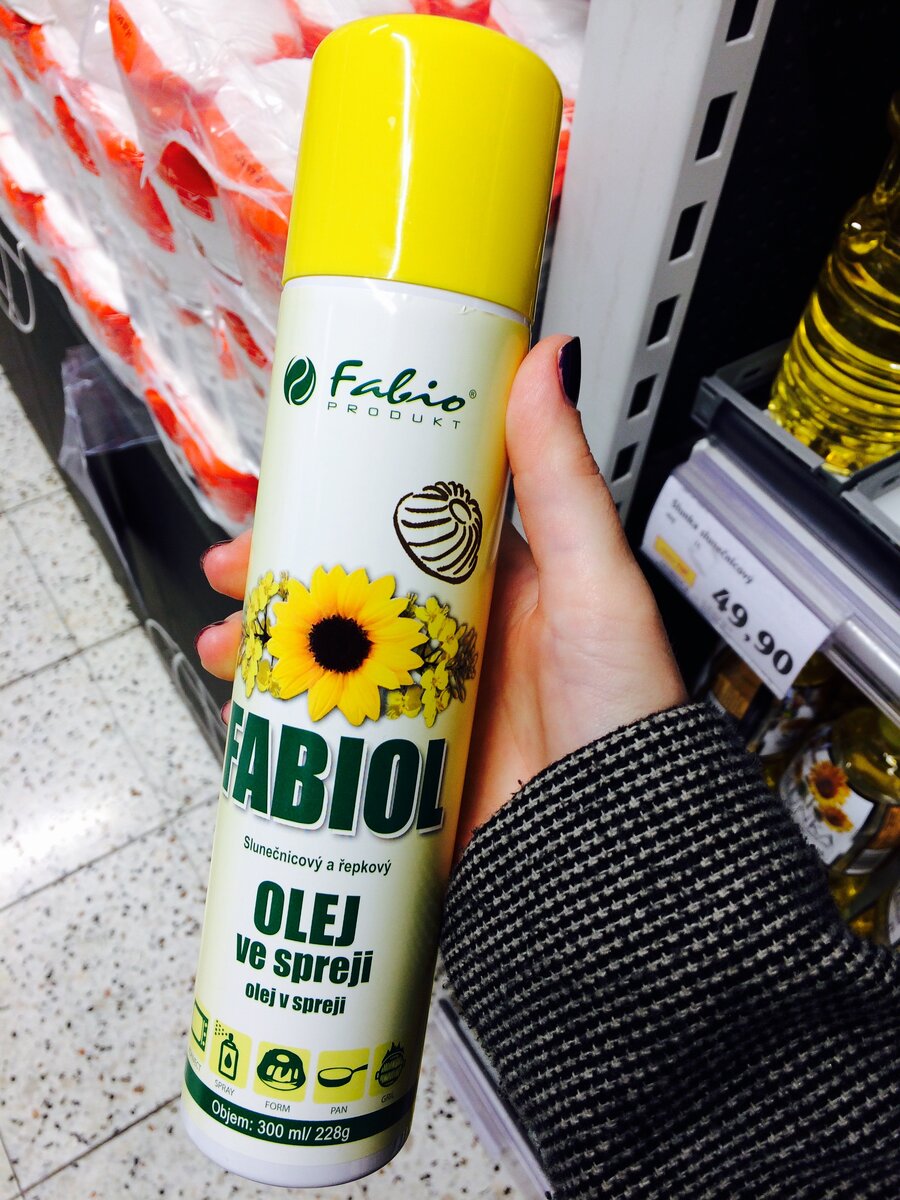 Fabio®
PRODUKT
FABIOL
Slunečnicový a řepkový
OLEJ
ve spreji
olej v spreji
SPRAY
FORM
PAN
Objem: 300 ml/ 228g
slunečnicový
49,90